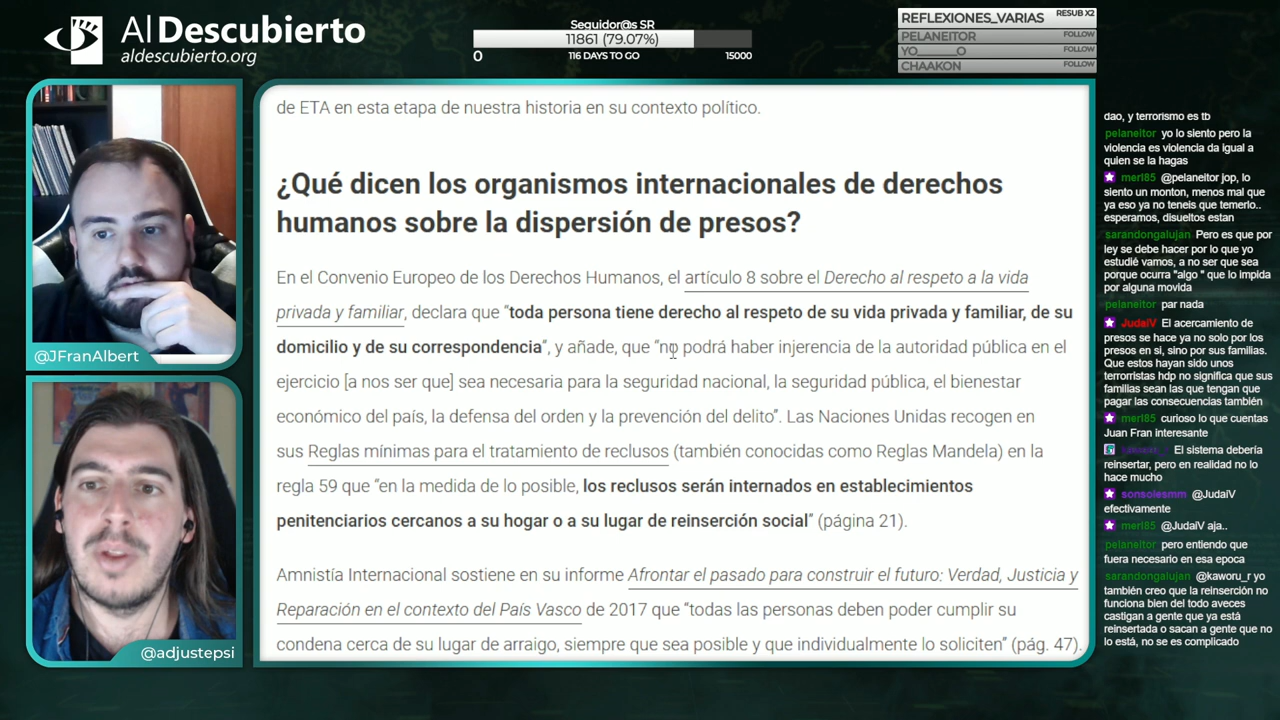 Al Descubierto
aldescubierto.org
Seguidor@s SR
11861 (79.07%)
0
116 DAYS TO GO
15000
REFLEXIONES_VARIAS
RESUB X2
PELANEITOR
FOLLOW
YO_____O
FOLLOW
CHAAKON
FOLLOW
@JFranAlbert
@adjustepsi
de ETA en esta etapa de nuestra historia en su contexto político.
¿Qué dicen los organismos internacionales de derechos
humanos sobre la dispersión de presos?
En el Convenio Europeo de los Derechos Humanos, el artículo 8 sobre el Derecho al respeto a la vida
privada y familiar, declara que “toda persona tiene derecho al respeto de su vida privada y familiar, de su
domicilio y de su correspondencia“, y añade, que “no podrá haber injerencia de la autoridad pública en el
ejercicio [a nos ser que] sea necesaria para la seguridad nacional, la seguridad pública, el bienestar
económico del país, la defensa del orden y la prevención del delito”. Las Naciones Unidas recogen en
sus Reglas mínimas para el tratamiento de reclusos (también conocidas como Reglas Mandela) en la
regla 59 que “en la medida de lo posible, los reclusos serán internados en establecimientos
penitenciarios cercanos a su hogar o a su lugar de reinserción social” (página 21).
Amnistía Internacional sostiene en su informe Afrontar el pasado para construir el futuro: Verdad, Justicia y
Reparación en el contexto del País Vasco de 2017 que “todas las personas deben poder cumplir su
condena cerca de su lugar de arraigo, siempre que sea posible y que individualmente lo soliciten” (pág. 47).
dao, y terrorismo es tb
pelaneitor yo lo siento pero la
violencia es violencia da igual a
quien se la hagas
merl85 @pelaneitor jop, lo
siento un monton, menos mal que
ya eso ya no teneis que temerlo..
esperamos, disueltos estan
sarandongalujan Pero es que por
ley se debe hacer por lo que yo
estudié vamos, a no ser que sea
porque ocurra "algo " que lo impida
por alguna movida
pelaneitor par nada
JudaiV El acercamiento de
presos se hace ya no solo por los
presos en si, sino por sus familias.
Que estos hayan sido unos
terrorristas hdp no significa que sus
familias sean las que tengan que
pagar las consecuencias también
merl85 curioso lo que cuentas
Juan Fran interesante
El sistema debería
reinsertar, pero en realidad no lo
hace mucho
sonsolesmm @JudaiV
efectivamente
merl85 @JudaiV aja..
pelaneitor pero entiendo que
fuera necesario en esa epoca
sarandongalujan @kaworu_r yo
también creo que la reinserción no
funciona bien del todo aveces
castigan a gente que ya está
reinsertada o sacan a gente que no
lo está, no se es complicado